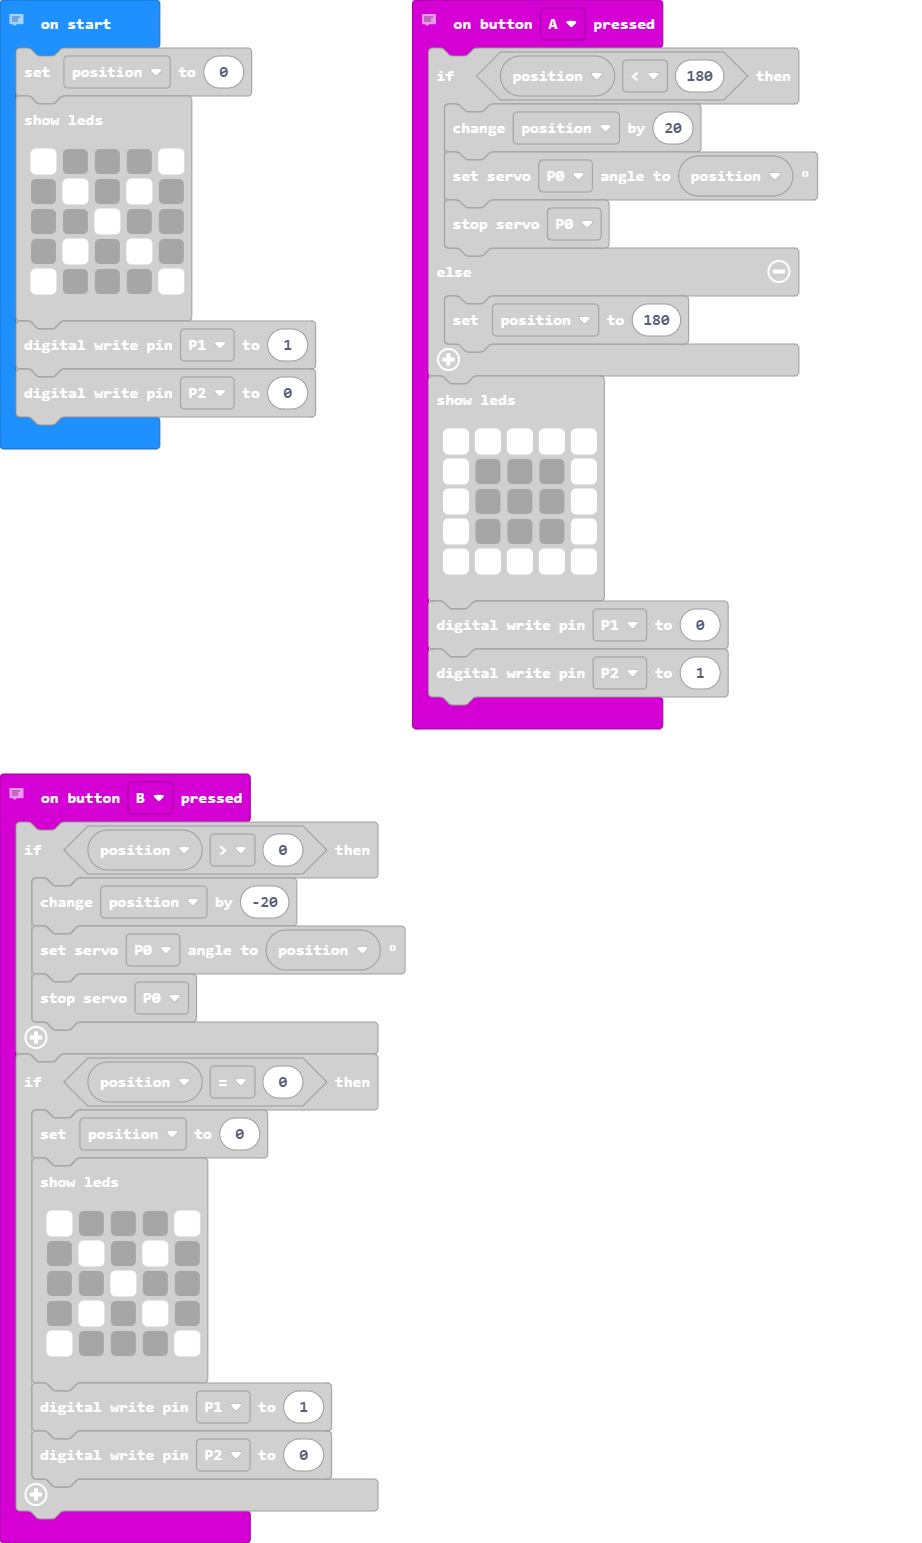 on start
set position to 0
show leds
digital write pin P1 to 1
digital write pin P2 to 0
on button A pressed
if position < 180 then
change position by 20
set servo P0 angle to position °
stop servo P0
else
set position to 180
show leds
digital write pin P1 to 0
digital write pin P2 to 1
on button B pressed
if position > 0 then
change position by -20
set servo P0 angle to position °
stop servo P0
if position = 0 then
set position to 0
show leds
digital write pin P1 to 1
digital write pin P2 to 0